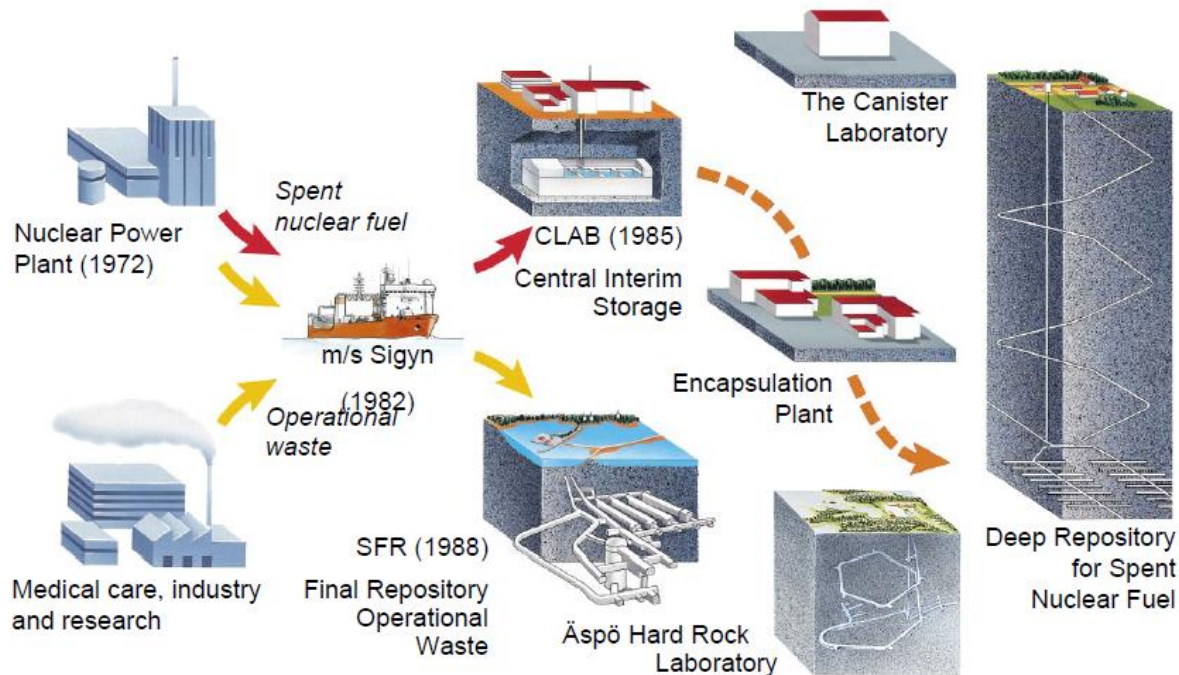 The Canister
Laboratory
Spent
nuclear fuel
Nuclear Power
Plant (1972)
CLAB (1985)
Central Interim
Storage
m/s Sigyn
(1982)
Operational
waste
Encapsulation
Plant
SFR (1988)
Final Repository
Operational
Waste
Medical care, industry
and research
Äspö Hard Rock
Laboratory
Deep Repository
for Spent
Nuclear Fuel